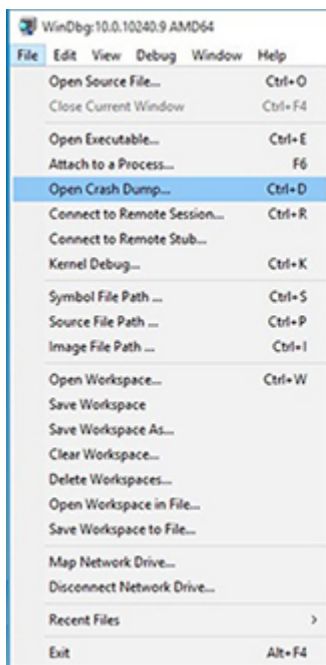 WinDbg:10.0.10240.9 AMD64
File Edit View Debug Window Help
Open Source File... Ctrl+O
Close Current Window Ctrl+F4
Open Executable... Ctrl+E
Attach to a Process... F6
Open Crash Dump... Ctrl+D
Connect to Remote Session... Ctrl+R
Connect to Remote Stub...
Kernel Debug... Ctrl+K
Symbol File Path ... Ctrl+S
Source File Path ... Ctrl+P
Image File Path ... Ctrl+I
Open Workspace... Ctrl+W
Save Workspace
Save Workspace As...
Clear Workspace...
Delete Workspaces...
Open Workspace in File...
Save Workspace to File...
Map Network Drive...
Disconnect Network Drive...
Recent Files
Exit Alt+F4